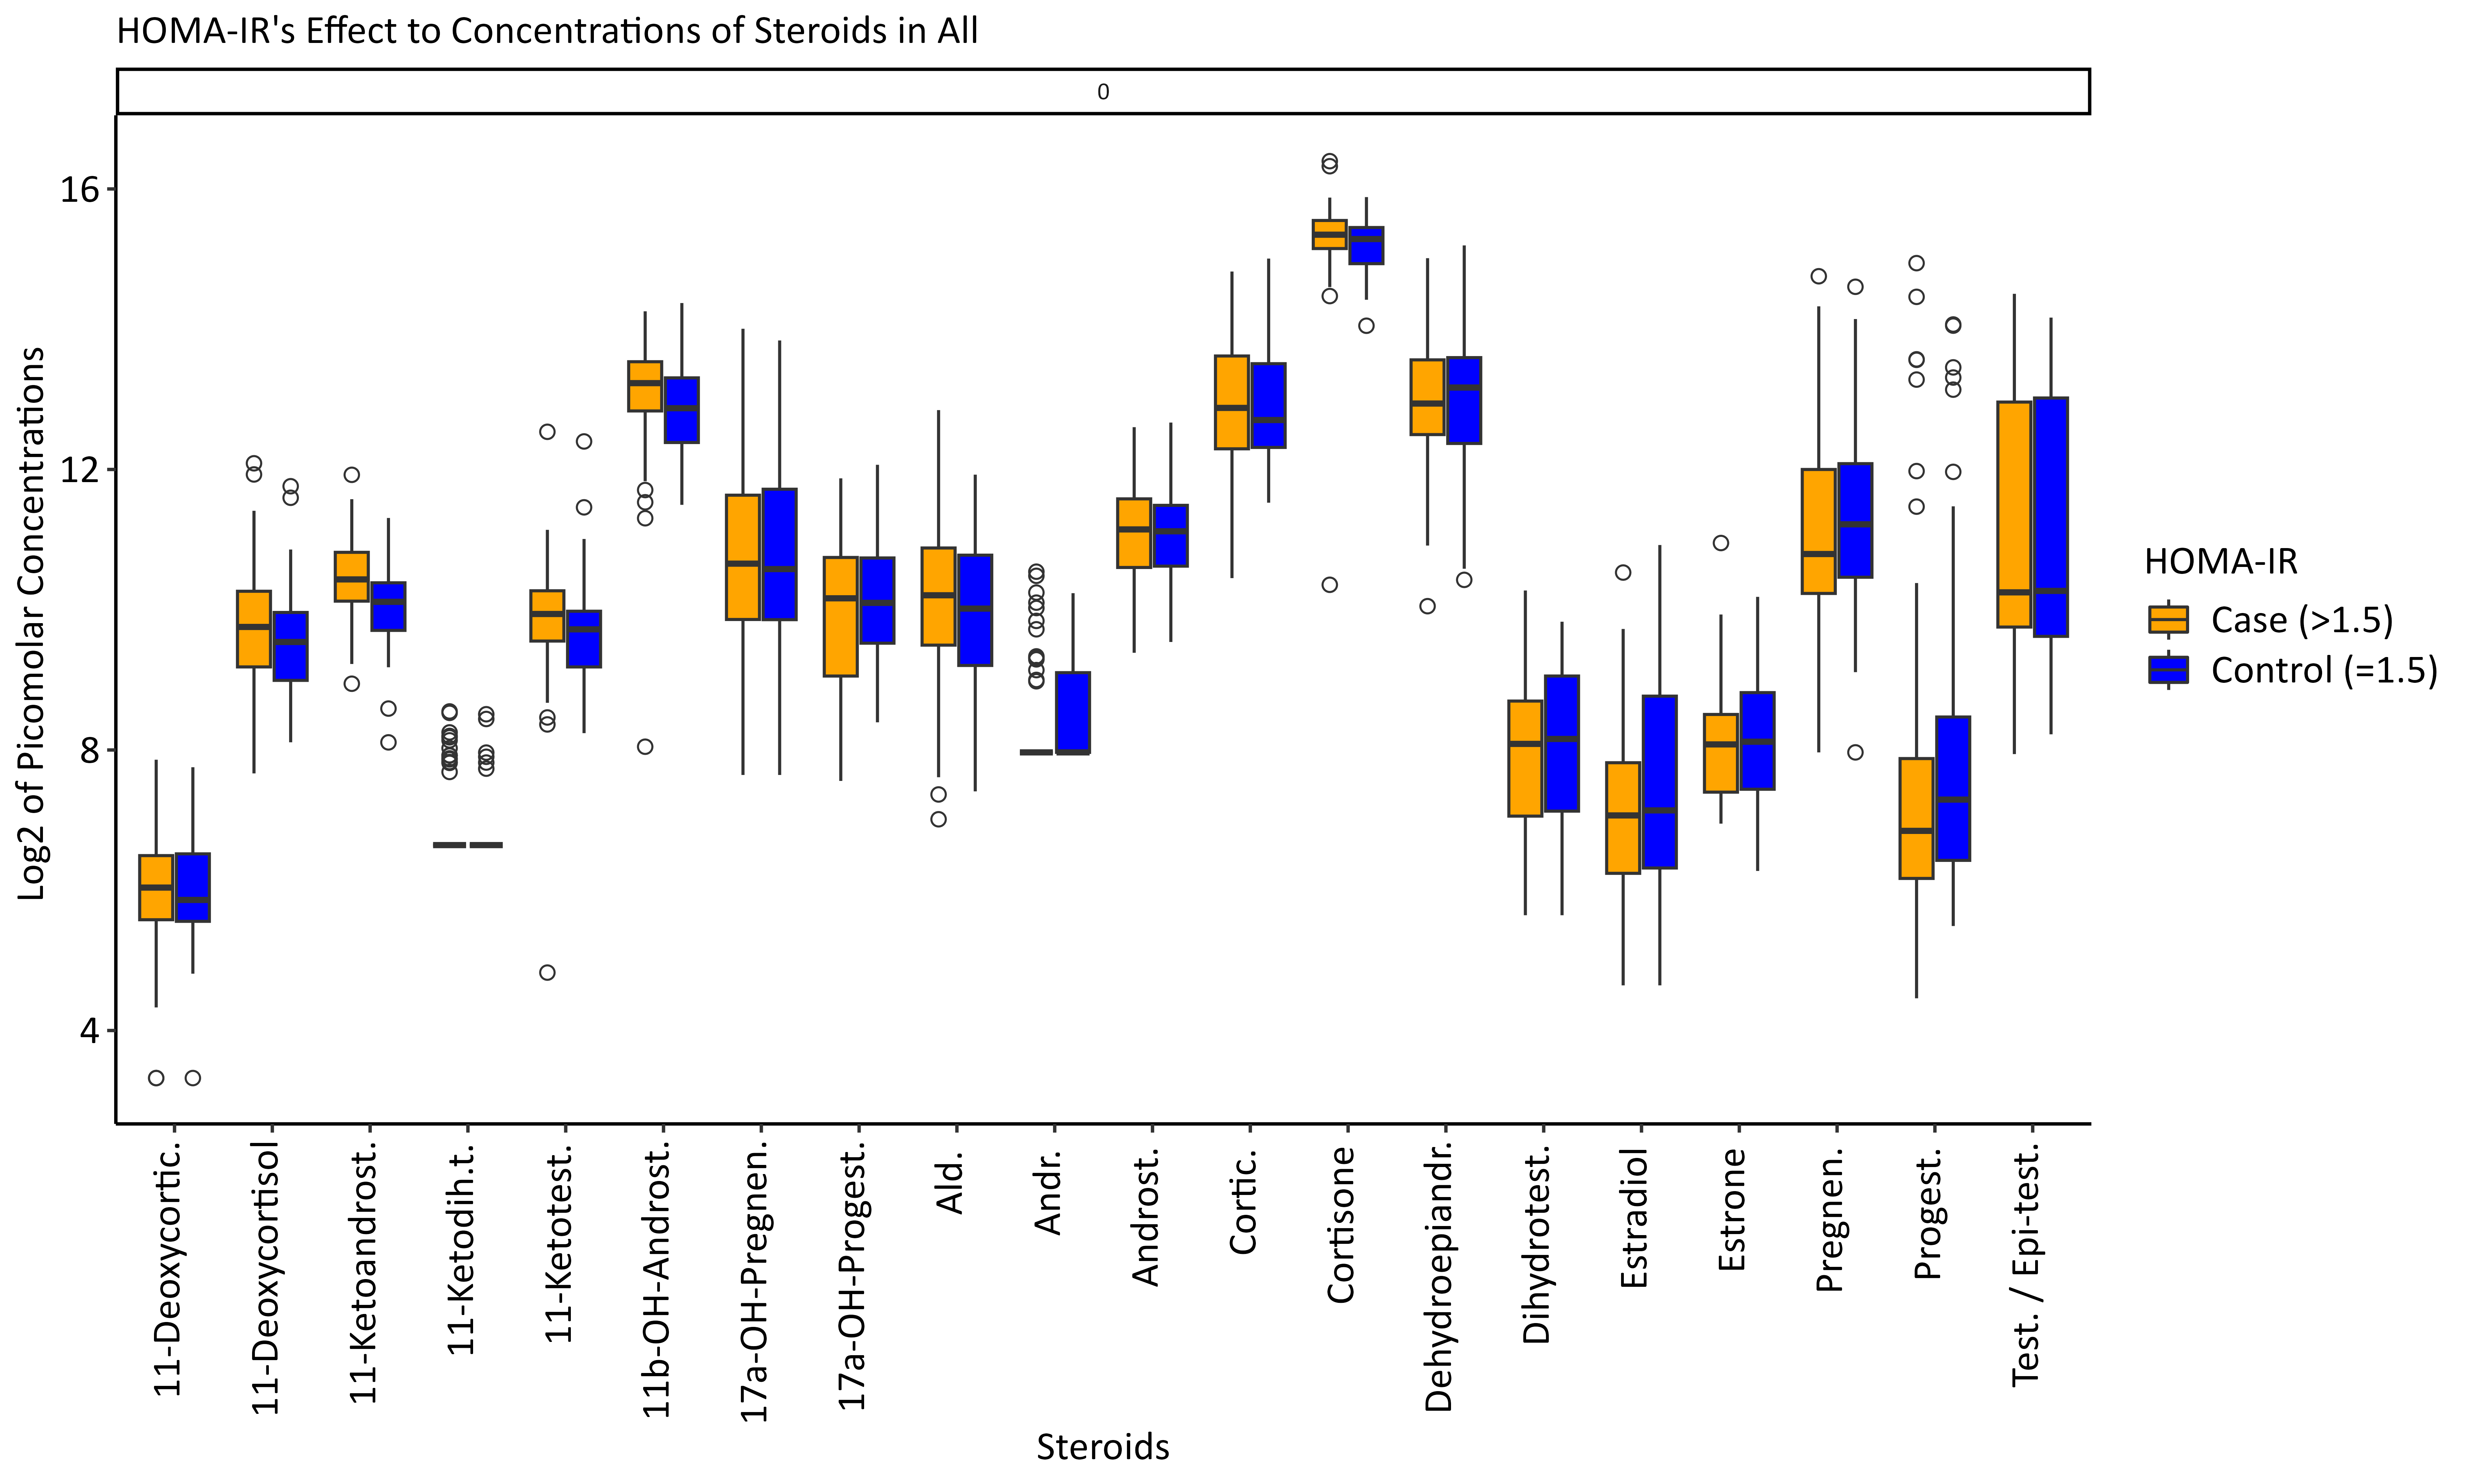 HOMA-IR's Effect to Concentrations of Steroids in All
0
Log2 of Picomolar Concentrations
16
12
8
4
11-Deoxycortic.
11-Deoxycortisol
11-Ketoandrost.
11-Ketodih.t.
11-Ketotest.
11b-OH-Androst.
17a-OH-Pregnen.
17a-OH-Progest.
Ald.
Andr.
Androst.
Cortic.
Cortisone
Dehydroepiandr.
Dihydrotest.
Estradiol
Estrone
Pregnen.
Progest.
Test. / Epi-test.
Steroids
HOMA-IR
Case (>1.5)
Control (=1.5)